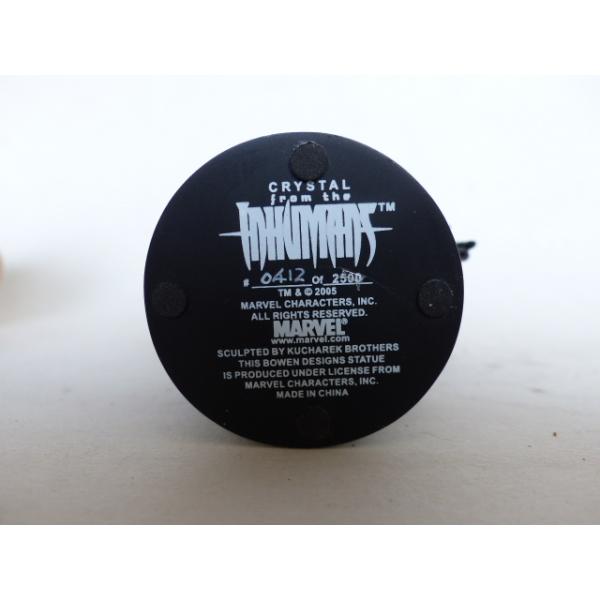 CRYSTAL
from the
INHUMANS™
# 0412 Of 2500
TM & © 2005
MARVEL CHARACTERS, INC.
ALL RIGHTS RESERVED.
MARVEL®
www.marvel.com
SCULPTED BY KUCHAREK BROTHERS
THIS BOWEN DESIGNS STATUE
IS PRODUCED UNDER LICENSE FROM
MARVEL CHARACTERS, INC.
MADE IN CHINA